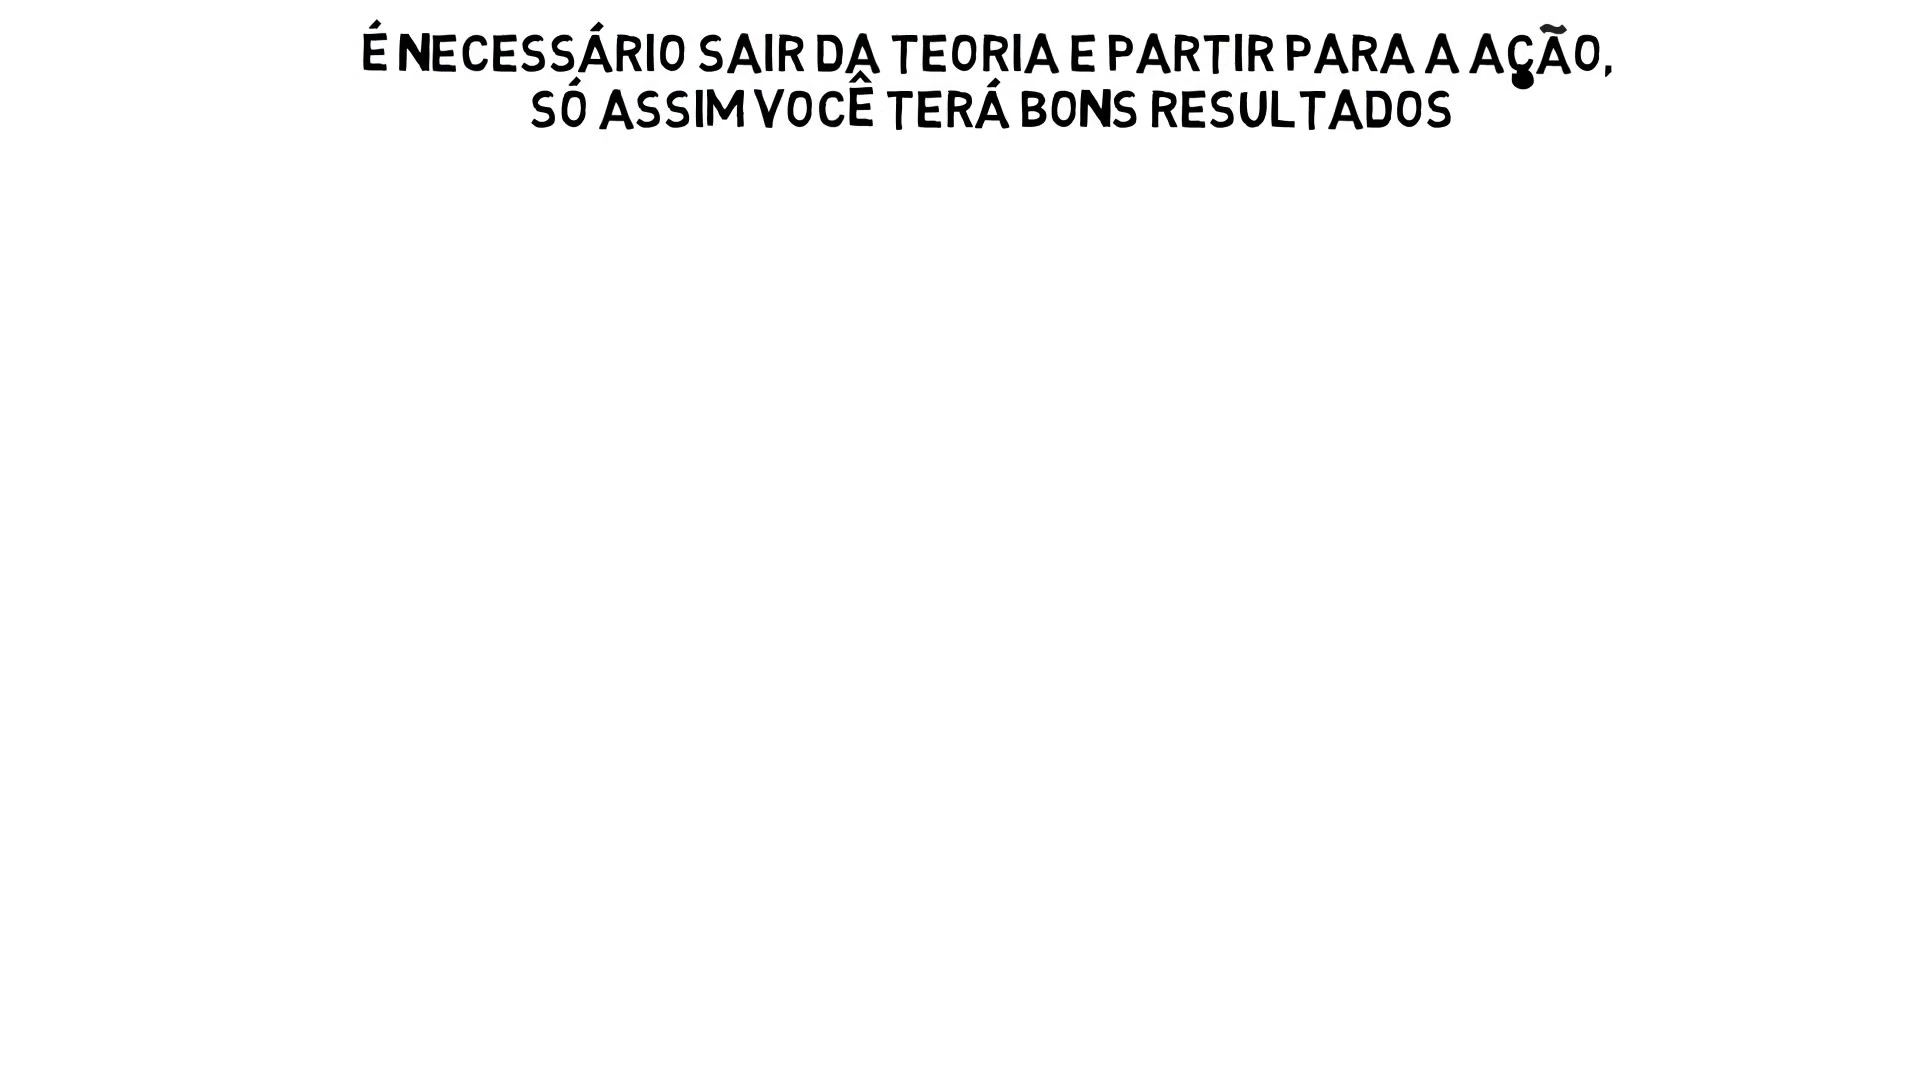 É NECESSÁRIO SAIR DA TEORIA E PARTIR PARA A AÇÃO,
SÓ ASSIM VOCÊ TERÁ BONS RESULTADOS